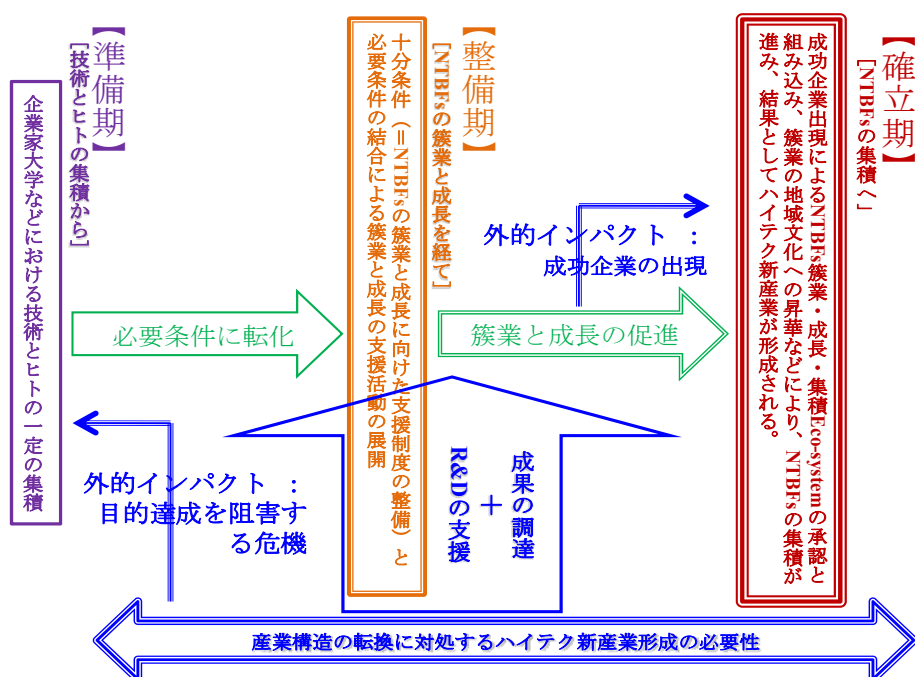 【準備期】
[技術とヒトの集積から]
企業家大学などにおける技術とヒトの一定の集積
必要条件に転化
外的インパクト ：
目的達成を阻害す
る危機
【整備期】
[NTBFsの簇業と成長を経て]
十分条件（＝NTBFsの簇業と成長に向けた支援制度の整備）と
必要条件の結合による簇業と成長の支援活動の展開
簇業と成長の促進
外的インパクト ：
成功企業の出現
成果の調達
＋
R&Dの支援
【確立期】
[NTBFsの集積へ」
成功企業出現によるNTBFs簇業・成長・集積Eco-systemの承認と
組み込み、簇業の地域文化への昇華などにより、NTBFsの集積が
進み、結果としてハイテク新産業が形成される。
産業構造の転換に対処するハイテク新産業形成の必要性